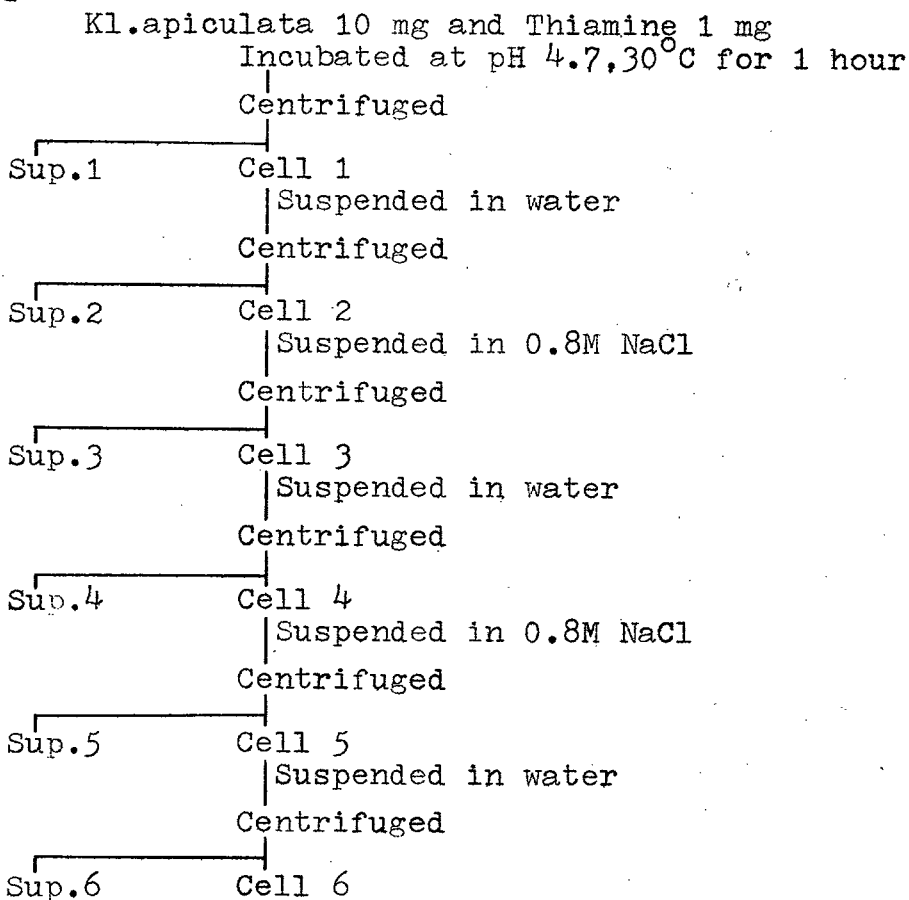 Kl.apiculata 10 mg and Thiamine 1 mg
Incubated at pH 4.7,30°C for 1 hour
Centrifuged
Sup.1 Cell 1
Suspended in water
Centrifuged
Sup.2 Cell 2
Suspended in 0.8M NaCl
Centrifuged
Sup.3 Cell 3
Suspended in water
Centrifuged
Sup.4 Cell 4
Suspended in 0.8M NaCl
Centrifuged
Sup.5 Cell 5
Suspended in water
Centrifuged
Sup.6 Cell 6